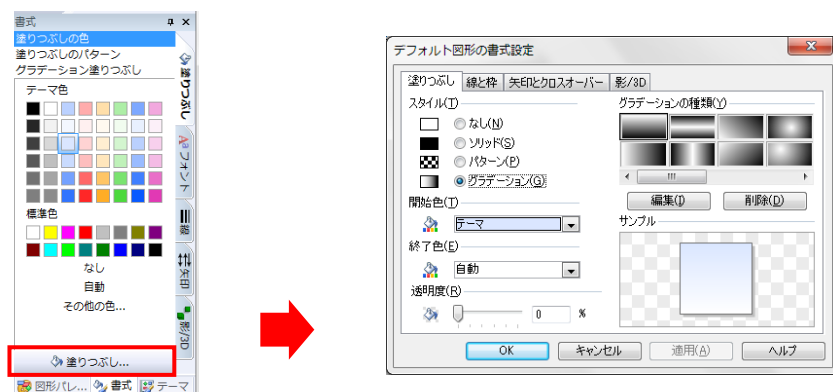 書式
塗りつぶしの色
塗りつぶしのパターン
グラデーション塗りつぶし
テーマ色
標準色
なし
自動
その他の色...
塗りつぶし...
図形パレ...
書式
テーマ
塗りつぶし
Aa フォント
線
矢印
影/3D
デフォルト図形の書式設定
塗りつぶし
線と枠
矢印とクロスオーバー
影/3D
スタイル(T)
なし(N)
ソリッド(S)
パターン(P)
グラデーション(G)
開始色(T)
テーマ
終了色(E)
自動
透明度(R)
0 %
グラデーションの種類(Y)
編集(I)
削除(D)
サンプル
OK
キャンセル
適用(A)
ヘルプ